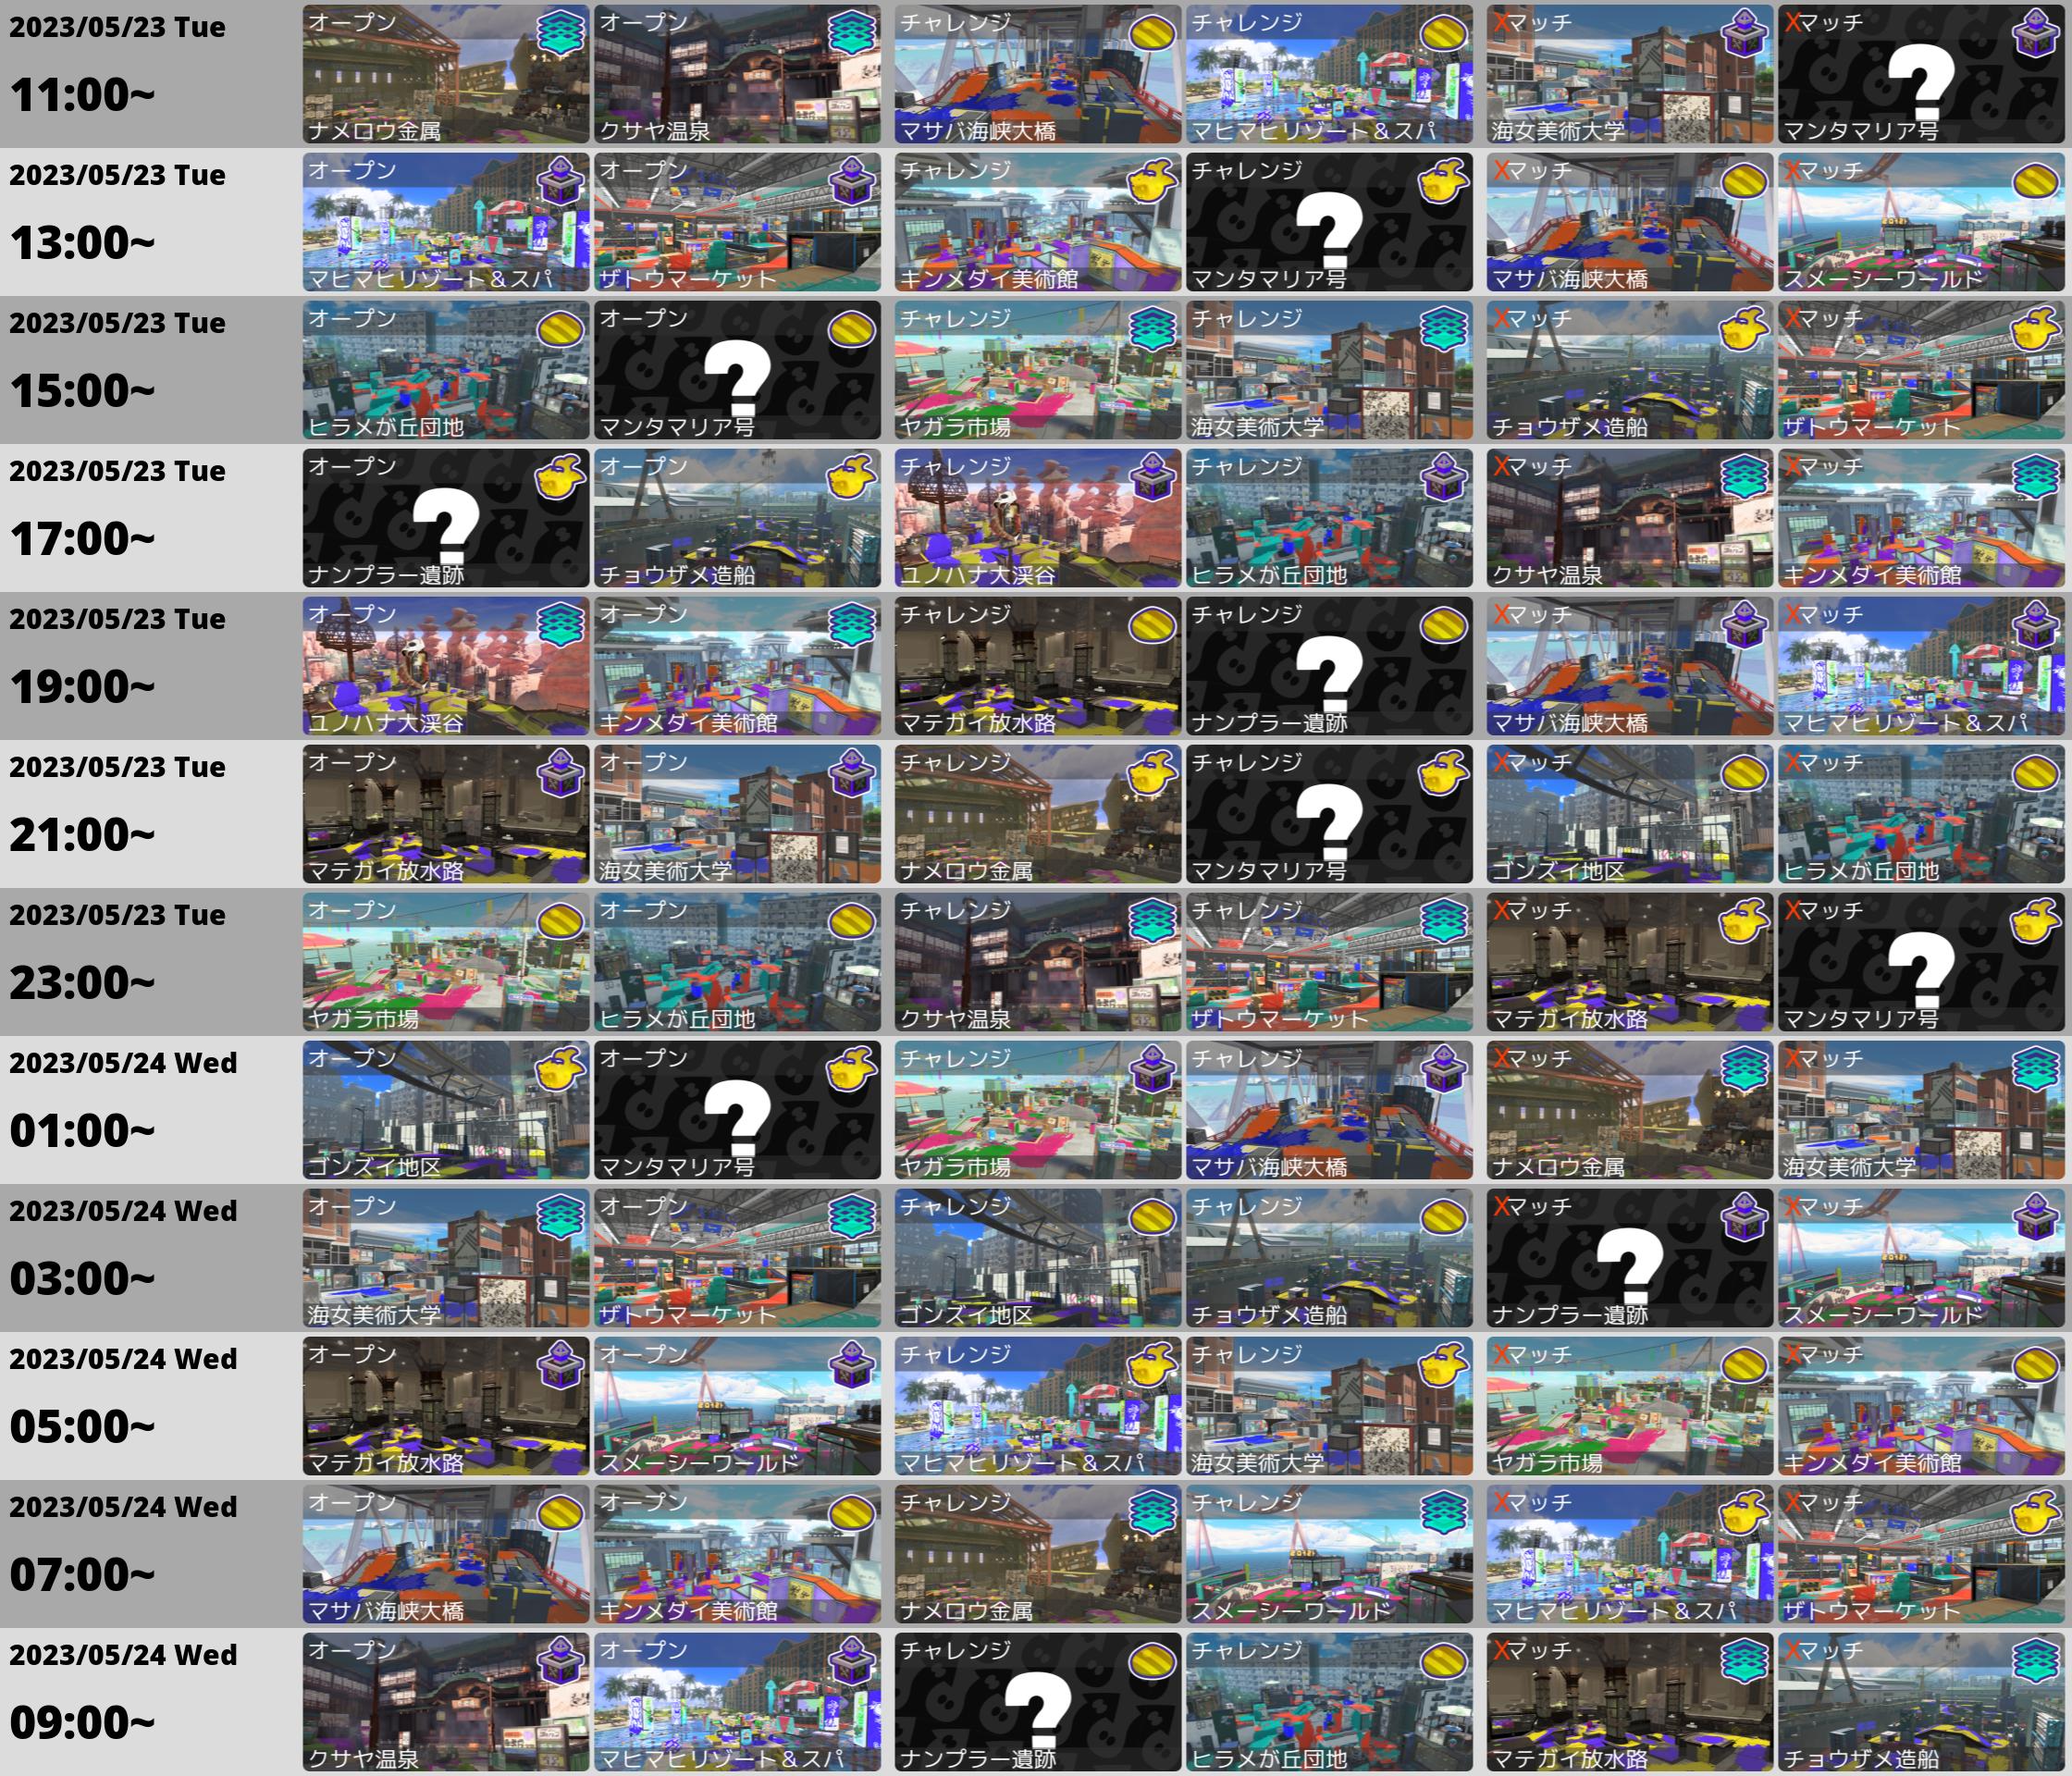 2023/05/23 Tue
11:00~
オープン
ナメロウ金属
オープン
クサヤ温泉
チャレンジ
マサバ海峡大橋
チャレンジ
マヒマヒリゾート＆スパ
Xマッチ
海女美術大学
Xマッチ
マンタマリア号
2023/05/23 Tue
13:00~
オープン
マヒマヒリゾート＆スパ
オープン
ザトウマーケット
チャレンジ
キンメダイ美術館
チャレンジ
マンタマリア号
Xマッチ
マサバ海峡大橋
Xマッチ
スメーシーワールド
2023/05/23 Tue
15:00~
オープン
ヒラメが丘団地
オープン
マンタマリア号
チャレンジ
ヤガラ市場
チャレンジ
海女美術大学
Xマッチ
チョウザメ造船
Xマッチ
ザトウマーケット
2023/05/23 Tue
17:00~
オープン
ナンプラー遺跡
オープン
チョウザメ造船
チャレンジ
ユノハナ大渓谷
チャレンジ
ヒラメが丘団地
Xマッチ
クサヤ温泉
Xマッチ
キンメダイ美術館
2023/05/23 Tue
19:00~
オープン
ユノハナ大渓谷
オープン
キンメダイ美術館
チャレンジ
マテガイ放水路
チャレンジ
ナンプラー遺跡
Xマッチ
マサバ海峡大橋
Xマッチ
マヒマヒリゾート＆スパ
2023/05/23 Tue
21:00~
オープン
マテガイ放水路
オープン
海女美術大学
チャレンジ
ナメロウ金属
チャレンジ
マンタマリア号
Xマッチ
ゴンズイ地区
Xマッチ
ヒラメが丘団地
2023/05/23 Tue
23:00~
オープン
ヤガラ市場
オープン
ヒラメが丘団地
チャレンジ
クサヤ温泉
チャレンジ
ザトウマーケット
Xマッチ
マテガイ放水路
Xマッチ
マンタマリア号
2023/05/24 Wed
01:00~
オープン
ゴンズイ地区
オープン
マンタマリア号
チャレンジ
ヤガラ市場
チャレンジ
マサバ海峡大橋
Xマッチ
ナメロウ金属
Xマッチ
海女美術大学
2023/05/24 Wed
03:00~
オープン
海女美術大学
オープン
ザトウマーケット
チャレンジ
ゴンズイ地区
チャレンジ
チョウザメ造船
Xマッチ
ナンプラー遺跡
Xマッチ
スメーシーワールド
2023/05/24 Wed
05:00~
オープン
マテガイ放水路
オープン
スメーシーワールド
チャレンジ
マヒマヒリゾート＆スパ
チャレンジ
海女美術大学
Xマッチ
ヤガラ市場
Xマッチ
キンメダイ美術館
2023/05/24 Wed
07:00~
オープン
マサバ海峡大橋
オープン
キンメダイ美術館
チャレンジ
ナメロウ金属
チャレンジ
スメーシーワールド
Xマッチ
マヒマヒリゾート＆スパ
Xマッチ
ザトウマーケット
2023/05/24 Wed
09:00~
オープン
クサヤ温泉
オープン
マヒマヒリゾート＆スパ
チャレンジ
ナンプラー遺跡
チャレンジ
ヒラメが丘団地
Xマッチ
マテガイ放水路
Xマッチ
チョウザメ造船